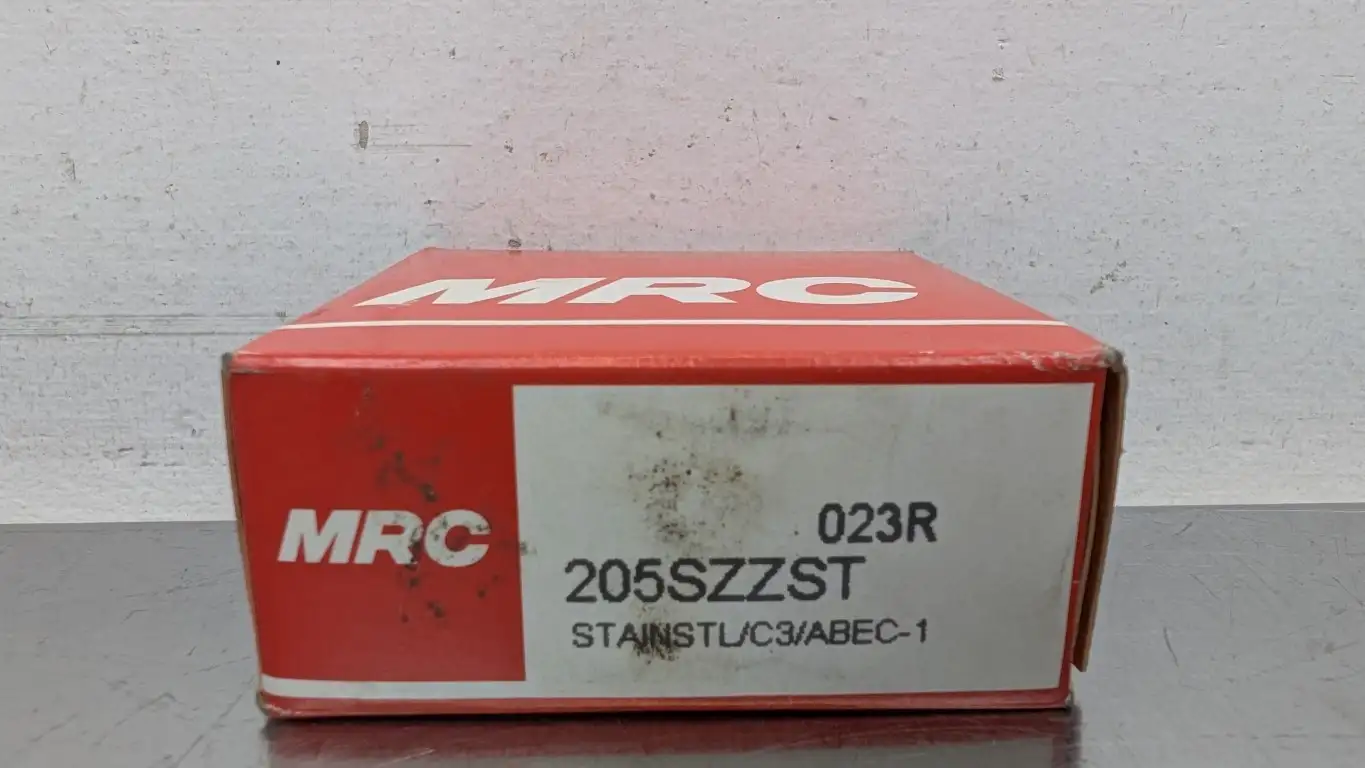 MRC
MRC
023R
205SZZST
STAINSTL/C3/ABEC-1